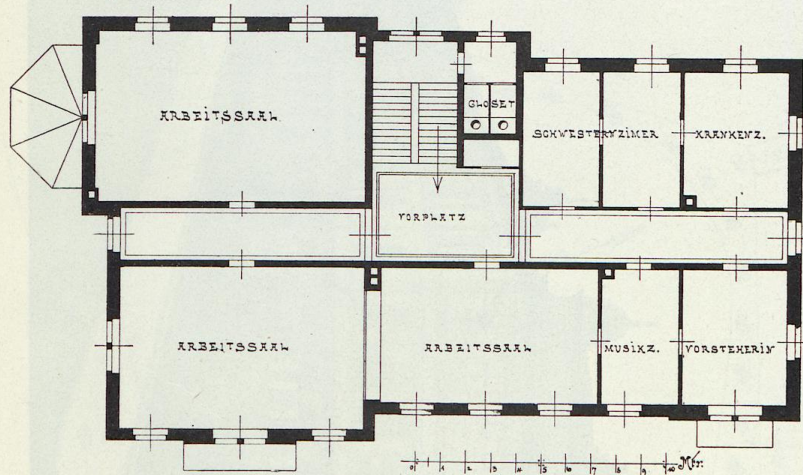 ARBEITSSAAL
CLOSET
SCHWESTERNZIMER
KRANKENZ.
VORPLATZ
ARBEITSSAAL
ARBEITSSAAL
MUSIKZ.
VORSTEHERIN
0 1 2 3 4 5 6 7 8 9 10 Mtr.